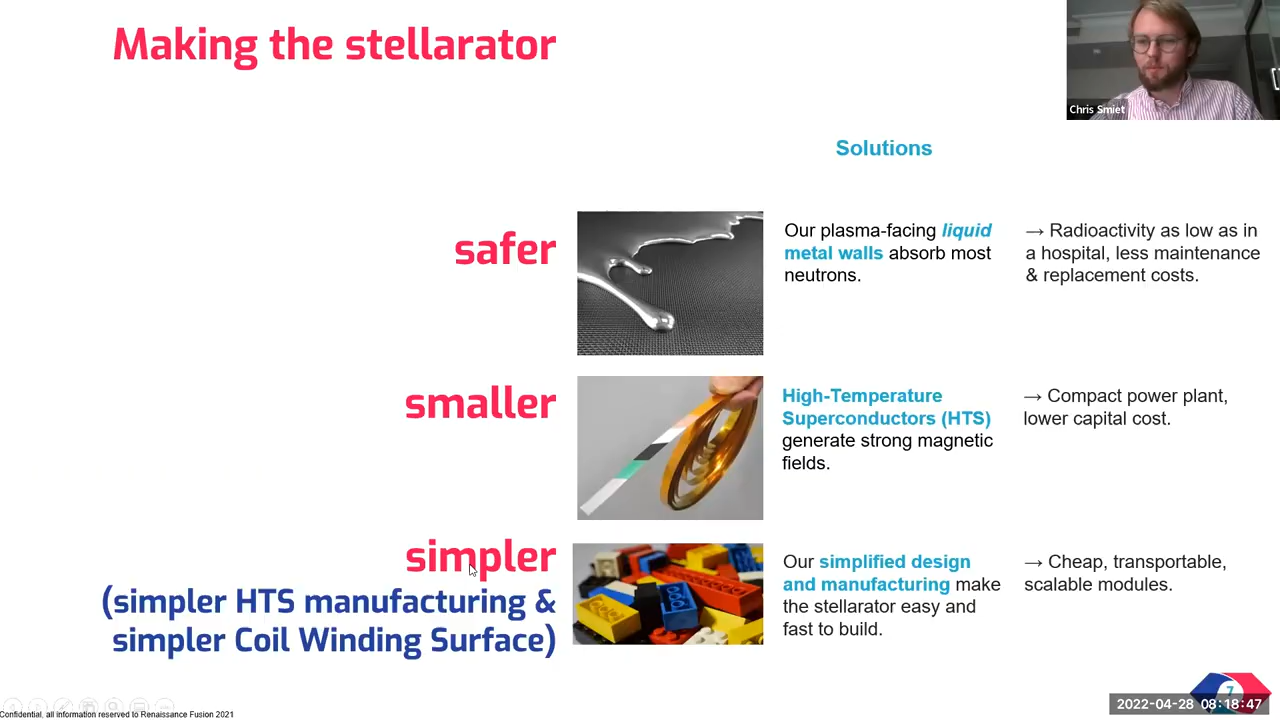 Making the stellarator
Chris Smiet
Solutions
safer
Our plasma-facing liquid
metal walls absorb most
neutrons.
→ Radioactivity as low as in
a hospital, less maintenance
& replacement costs.
smaller
High-Temperature
Superconductors (HTS)
generate strong magnetic
fields.
→ Compact power plant,
lower capital cost.
simpler
(simpler HTS manufacturing &
simpler Coil Winding Surface)
Our simplified design
and manufacturing make
the stellarator easy and
fast to build.
→ Cheap, transportable,
scalable modules.
7
2022-04-28 08:18:47
Confidential, all information reserved to Renaissance Fusion 2021